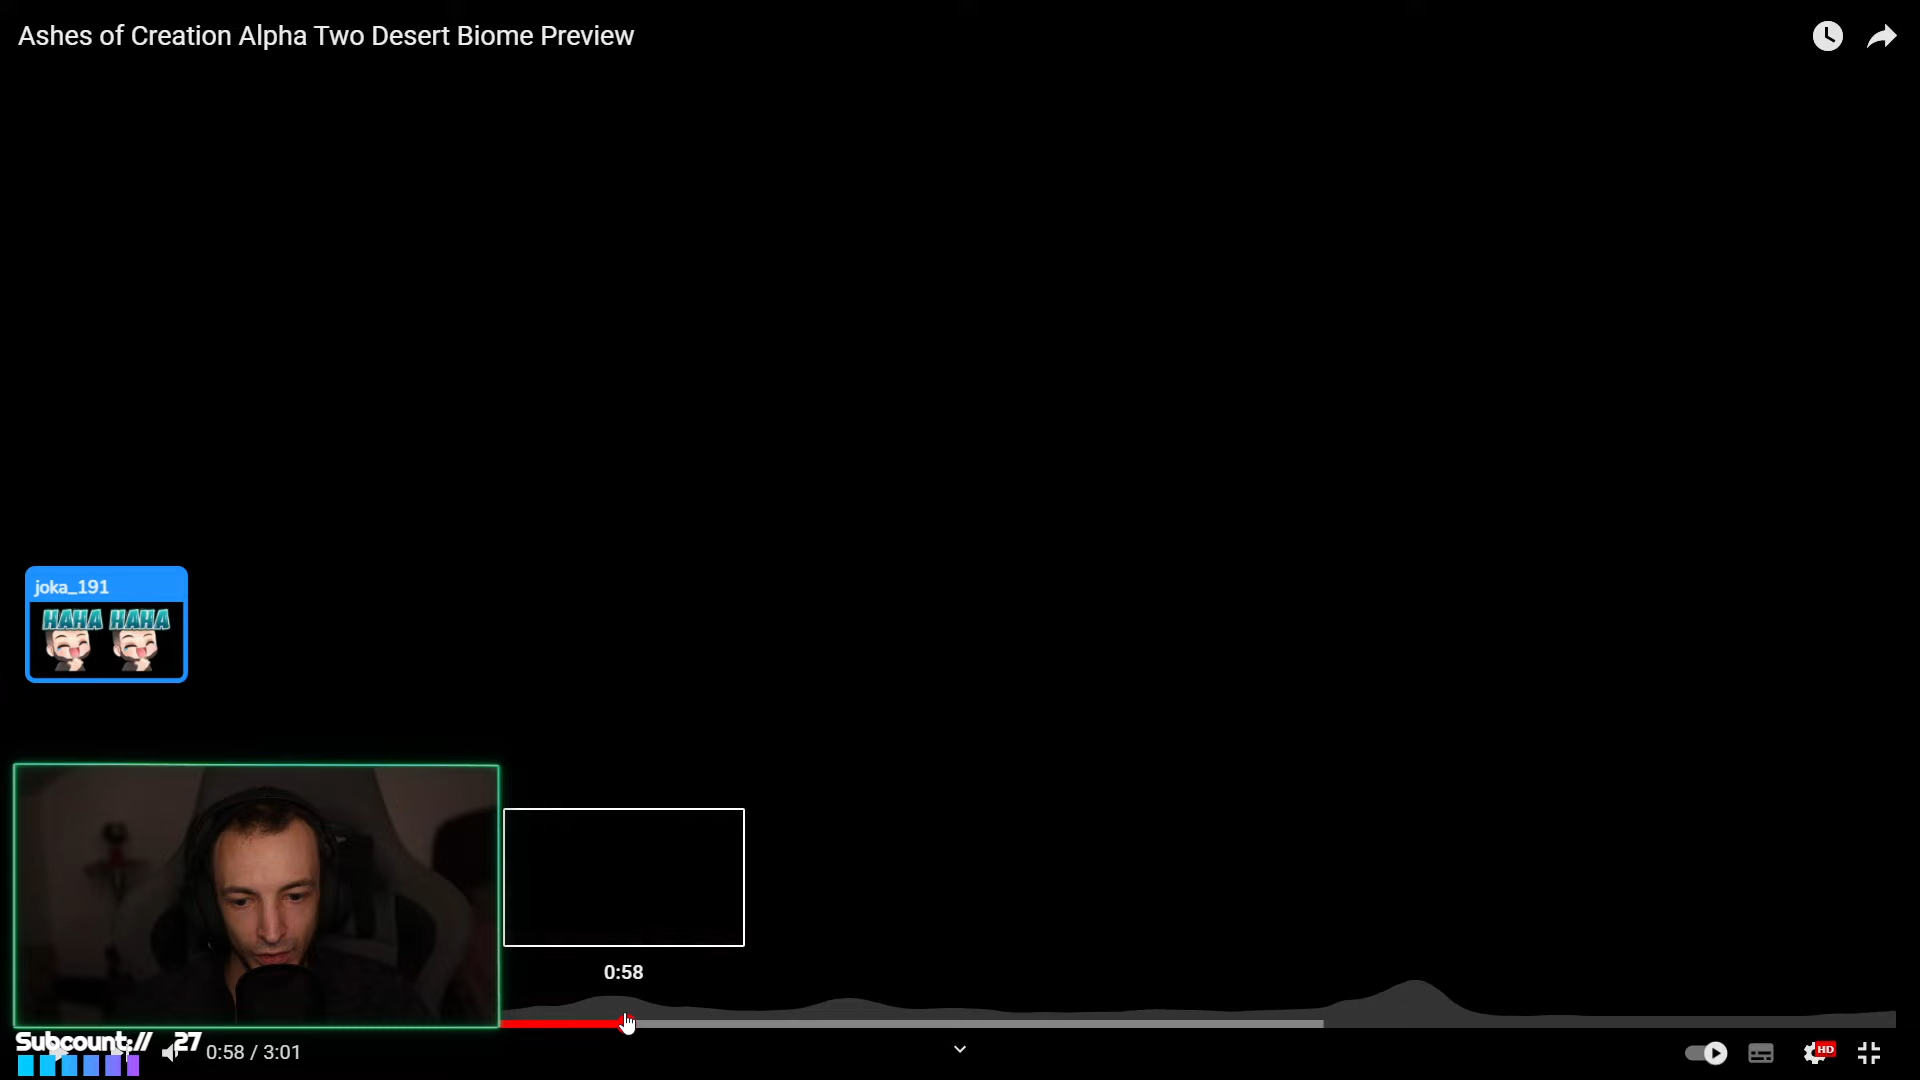 Ashes of Creation Alpha Two Desert Biome Preview
joka_191
HAHA HAHA
0:58
Subcount:// 27
0:58 / 3:01
HD